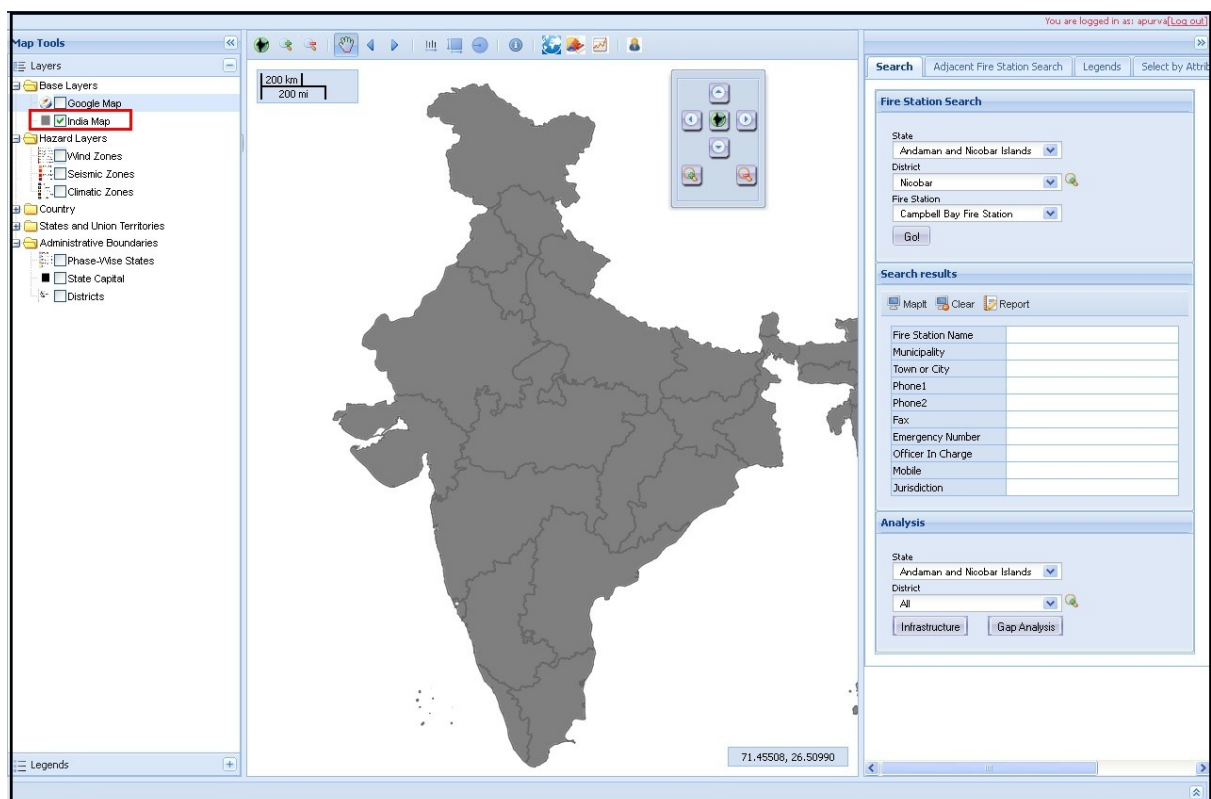 You are logged in as: apurva[Log out]
Map Tools
Layers
Base Layers
Google Map
India Map
Hazard Layers
Wind Zones
Seismic Zones
Climatic Zones
Country
States and Union Territories
Administrative Boundaries
Phase-Wise States
State Capital
Districts
Legends
200 km
200 mi
71.45508, 26.50990
Search
Adjacent Fire Station Search
Legends
Select by Attrib
Fire Station Search
State
Andaman and Nicobar Islands
District
Nicobar
Fire Station
Campbell Bay Fire Station
Go!
Search results
MapIt
Clear
Report
Fire Station Name
Municipality
Town or City
Phone1
Phone2
Fax
Emergency Number
Officer In Charge
Mobile
Jurisdiction
Analysis
State
Andaman and Nicobar Islands
District
All
Infrastructure
Gap Analysis